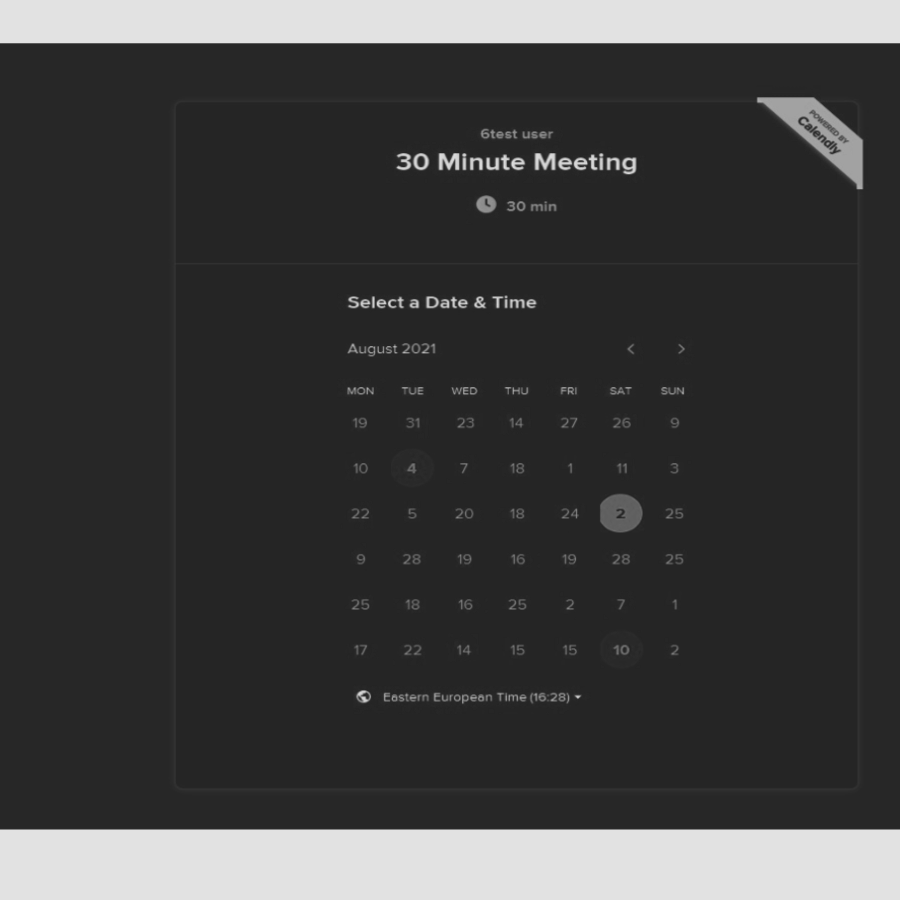 POWERED BY
Calendly
6test user
30 Minute Meeting
30 min
Select a Date & Time
August 2021 < >
MON TUE WED THU FRI SAT SUN
19 31 23 14 27 26 9
10 4 7 18 1 11 3
22 5 20 18 24 2 25
9 28 19 16 19 28 25
25 18 16 25 2 7 1
17 22 14 15 15 10 2
Eastern European Time (16:28)